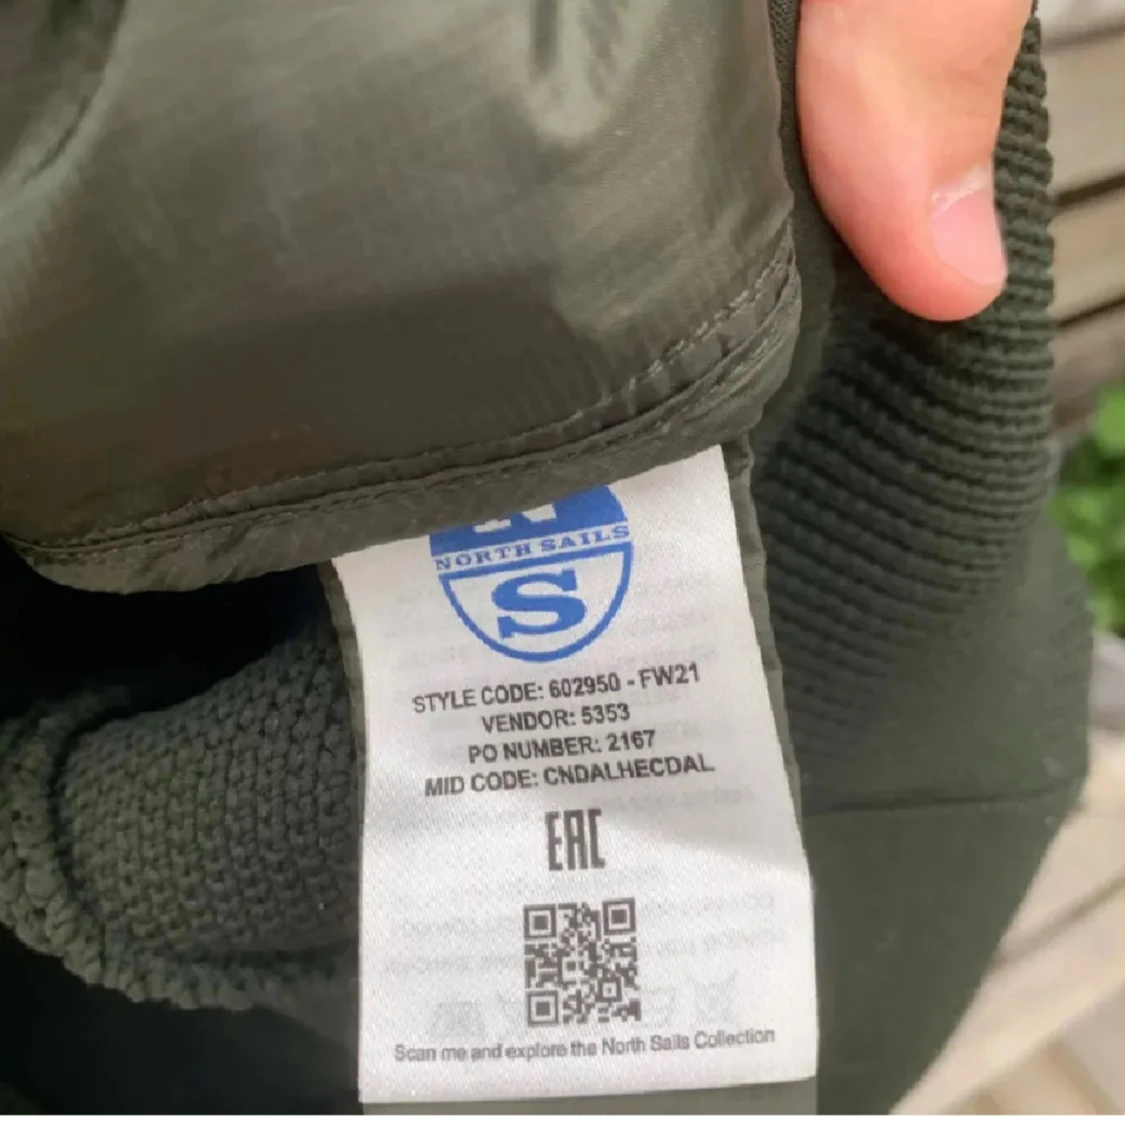 NORTH SAILS
S
STYLE CODE: 602950 - FW21
VENDOR: 5353
PO NUMBER: 2167
MID CODE: CNDALHECDAL
EAC
Scan me and explore the North Sails Collection